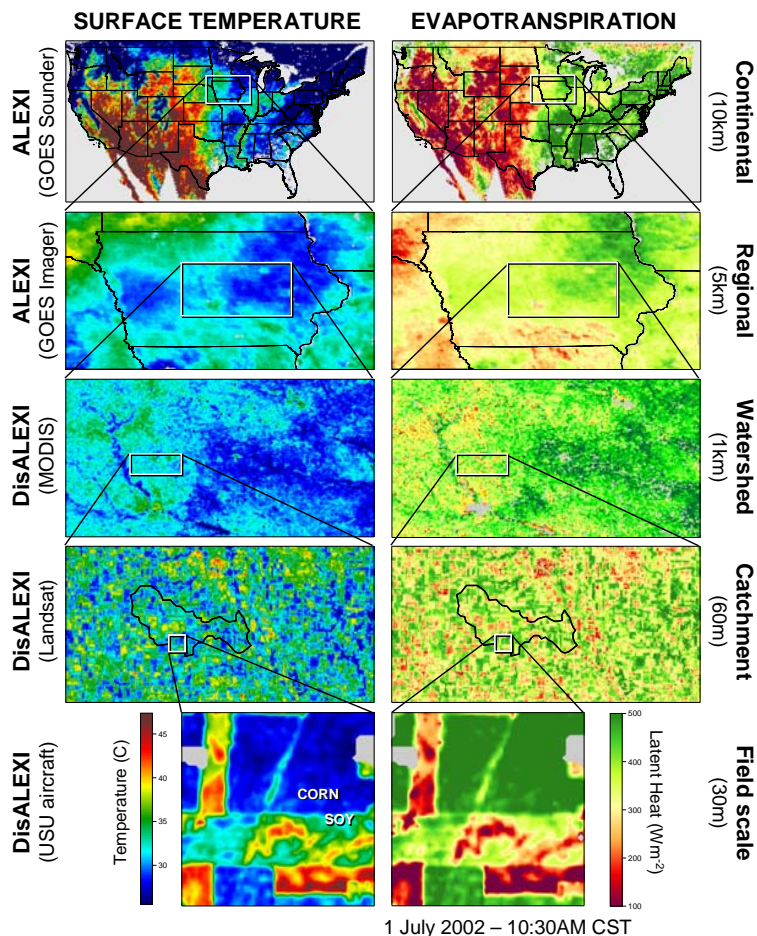 SURFACE TEMPERATURE
EVAPOTRANSPIRATION
ALEXI
(GOES Sounder)
Continental
(10km)
ALEXI
(GOES Imager)
Regional
(5km)
DisALEXI
(MODIS)
Watershed
(1km)
DisALEXI
(Landsat)
Catchment
(60m)
DisALEXI
(USU aircraft)
Temperature (C)
45
40
35
30
CORN
SOY
500
400
300
200
100
Latent Heat (Wm-2)
Field scale
(30m)
1 July 2002 – 10:30AM CST